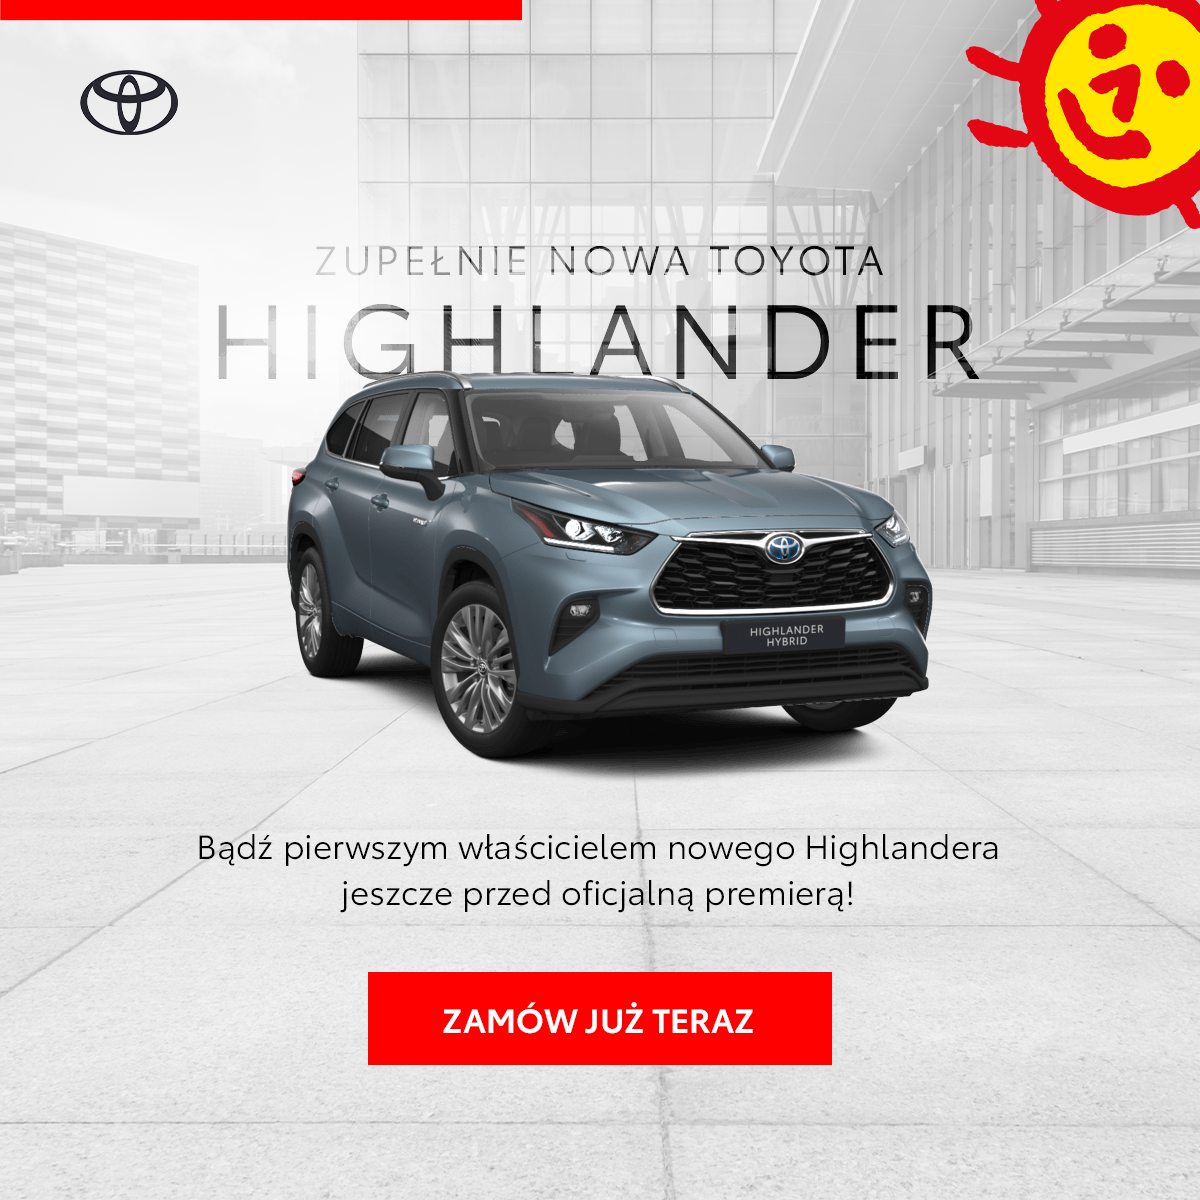 ZUPEŁNIE NOWA TOYOTA
HIGHLANDER
HIGHLANDER
HYBRID
Bądź pierwszym właścicielem nowego Highlandera
jeszcze przed oficjalną premierą!
ZAMÓW JUŻ TERAZ